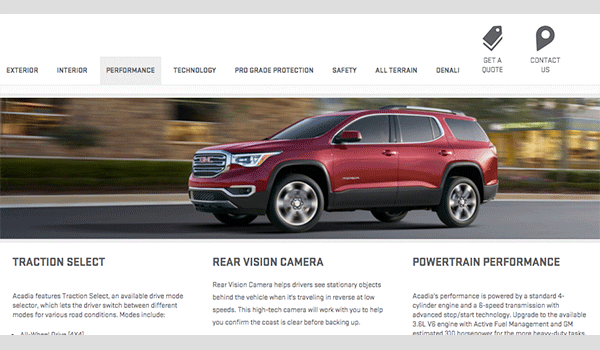 GET A
QUOTE
CONTACT
US
EXTERIOR INTERIOR PERFORMANCE TECHNOLOGY PRO GRADE PROTECTION SAFETY ALL TERRAIN DENALI
GMC
TRACTION SELECT
Acadia features Traction Select, an available drive mode
selector, which lets the driver switch between different
modes for various road conditions. Modes include:
All-Wheel Drive (4X4)
REAR VISION CAMERA
Rear Vision Camera helps drivers see stationary objects
behind the vehicle when it's traveling in reverse at low
speeds. This high-tech camera will work with you to help
you confirm the coast is clear before backing up.
POWERTRAIN PERFORMANCE
Acadia's performance is powered by a standard 4-
cylinder engine and a 6-speed transmission with
advanced stop/start technology. Upgrade to the available
3.6L V6 engine with Active Fuel Management and GM
estimated 310 horsepower for the more heavy-duty tasks